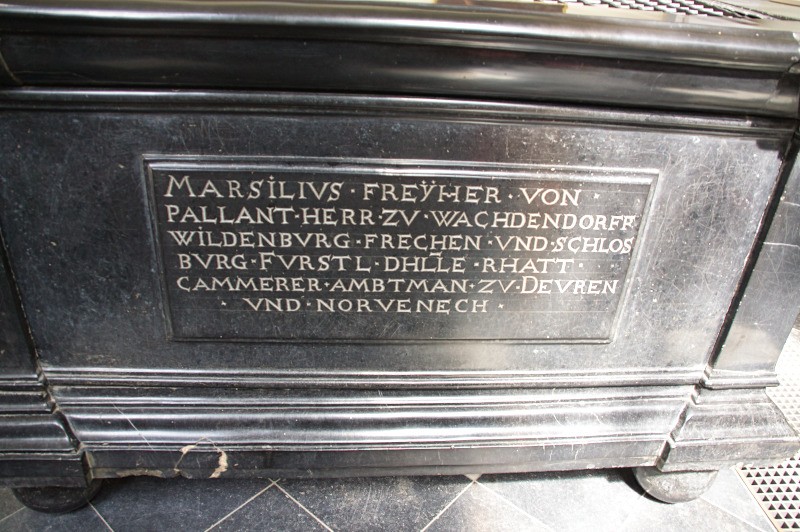 MARSILIVS · FREŸHER · VON ·
PALLANT · HERR · ZV · WACHDENDORFF
WILDENBVRG · FRECHEN · VND · SCHLOS
BVRG · FVRSTL · DHLLE · RHATT ·
CAMMERER · AMBTMAN · ZV · DEVREN
· VND · NORVENECH ·